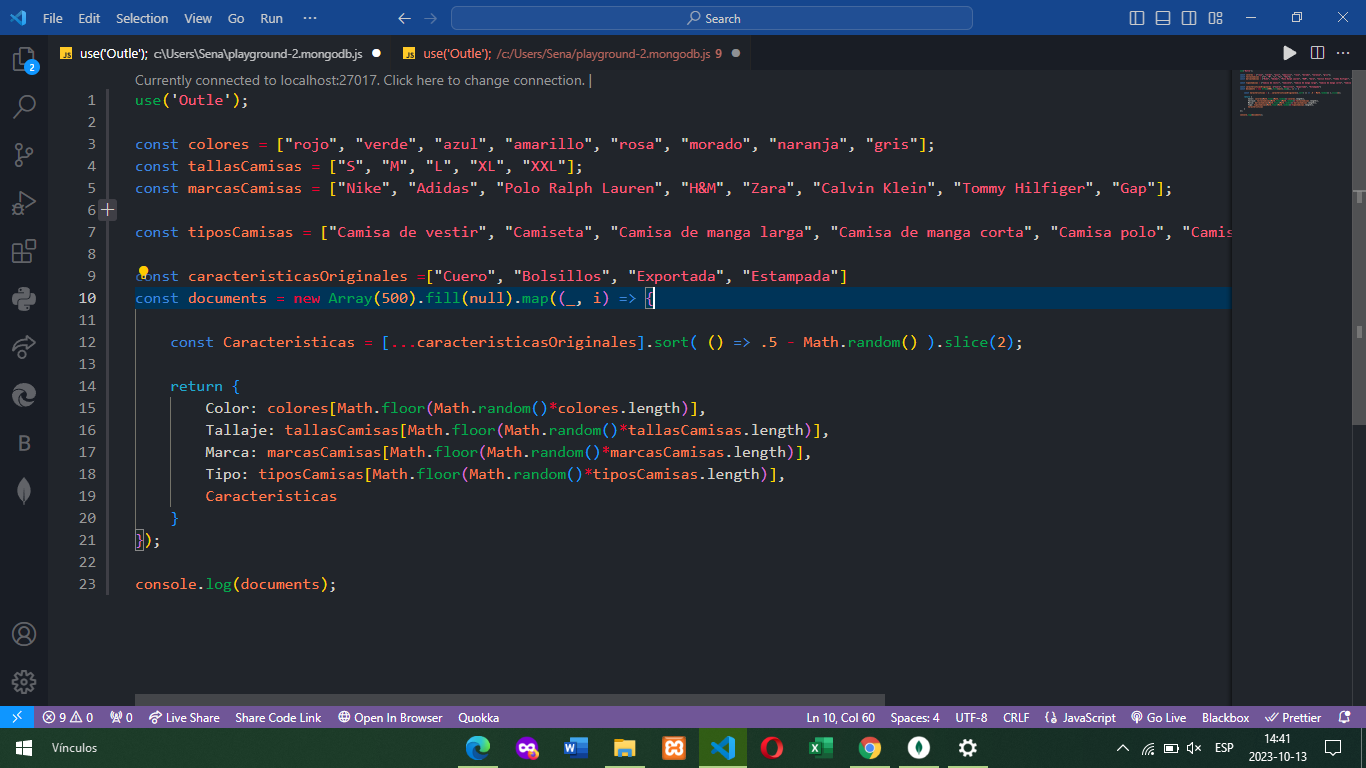 File Edit Selection View Go Run ··· Search
use('Outle'); c:\Users\Sena\playground-2.mongodb.js use('Outle'); /c:/Users/Sena/playground-2.mongodb.js 9
2
Currently connected to localhost:27017. Click here to change connection. |
1 use('Outle');
2
3 const colores = ["rojo", "verde", "azul", "amarillo", "rosa", "morado", "naranja", "gris"];
4 const tallasCamisas = ["S", "M", "L", "XL", "XXL"];
5 const marcasCamisas = ["Nike", "Adidas", "Polo Ralph Lauren", "H&M", "Zara", "Calvin Klein", "Tommy Hilfiger", "Gap"];
6
7 const tiposCamisas = ["Camisa de vestir", "Camiseta", "Camisa de manga larga", "Camisa de manga corta", "Camisa polo", "Camis
8
9 const caracteristicasOriginales =["Cuero", "Bolsillos", "Exportada", "Estampada"]
10 const documents = new Array(500).fill(null).map((_, i) => {
11
12 const Caracteristicas = [...caracteristicasOriginales].sort( () => .5 - Math.random() ).slice(2);
13
14 return {
15 Color: colores[Math.floor(Math.random()*colores.length)],
16 Tallaje: tallasCamisas[Math.floor(Math.random()*tallasCamisas.length)],
17 Marca: marcasCamisas[Math.floor(Math.random()*marcasCamisas.length)],
18 Tipo: tiposCamisas[Math.floor(Math.random()*tiposCamisas.length)],
19 Caracteristicas
20 }
21 });
22
23 console.log(documents);
B
9 0 0 Live Share Share Code Link Open In Browser Quokka Ln 10, Col 60 Spaces: 4 UTF-8 CRLF JavaScript Go Live Blackbox Prettier
Vínculos ESP 14:41
2023-10-13